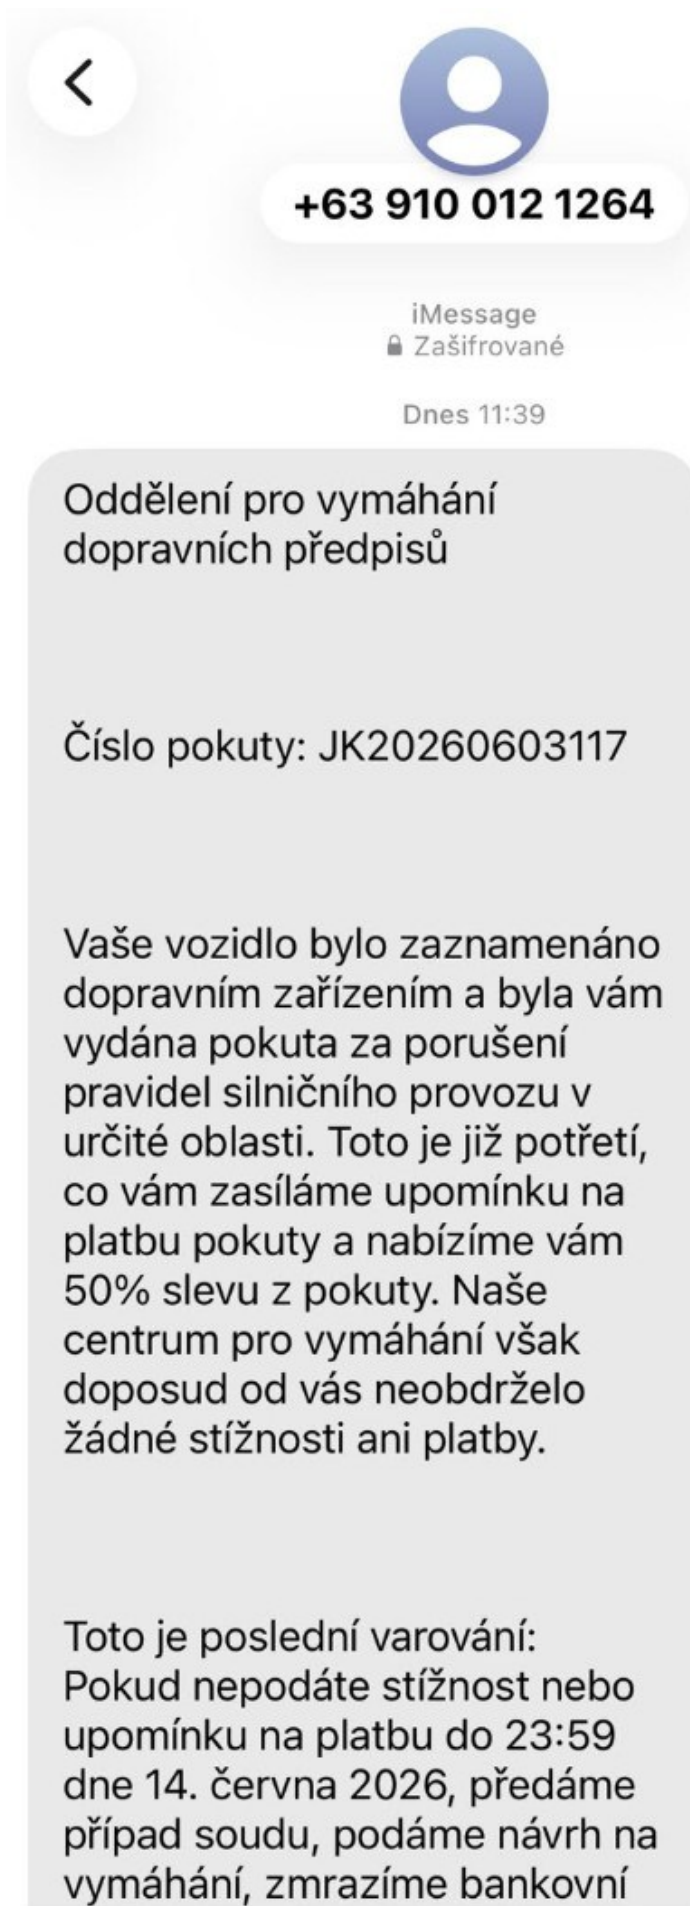 +63 910 012 1264
iMessage
Zašifrované
Dnes 11:39
Oddělení pro vymáhání
dopravních předpisů
Číslo pokuty: JK20260603117
Vaše vozidlo bylo zaznamenáno
dopravním zařízením a byla vám
vydána pokuta za porušení
pravidel silničního provozu v
určité oblasti. Toto je již potřetí,
co vám zasíláme upomínku na
platbu pokuty a nabízíme vám
50% slevu z pokuty. Naše
centrum pro vymáhání však
doposud od vás neobdrželo
žádné stížnosti ani platby.
Toto je poslední varování:
Pokud nepodáte stížnost nebo
upomínku na platbu do 23:59
dne 14. června 2026, předáme
případ soudu, podáme návrh na
vymáhání, zmrazíme bankovní